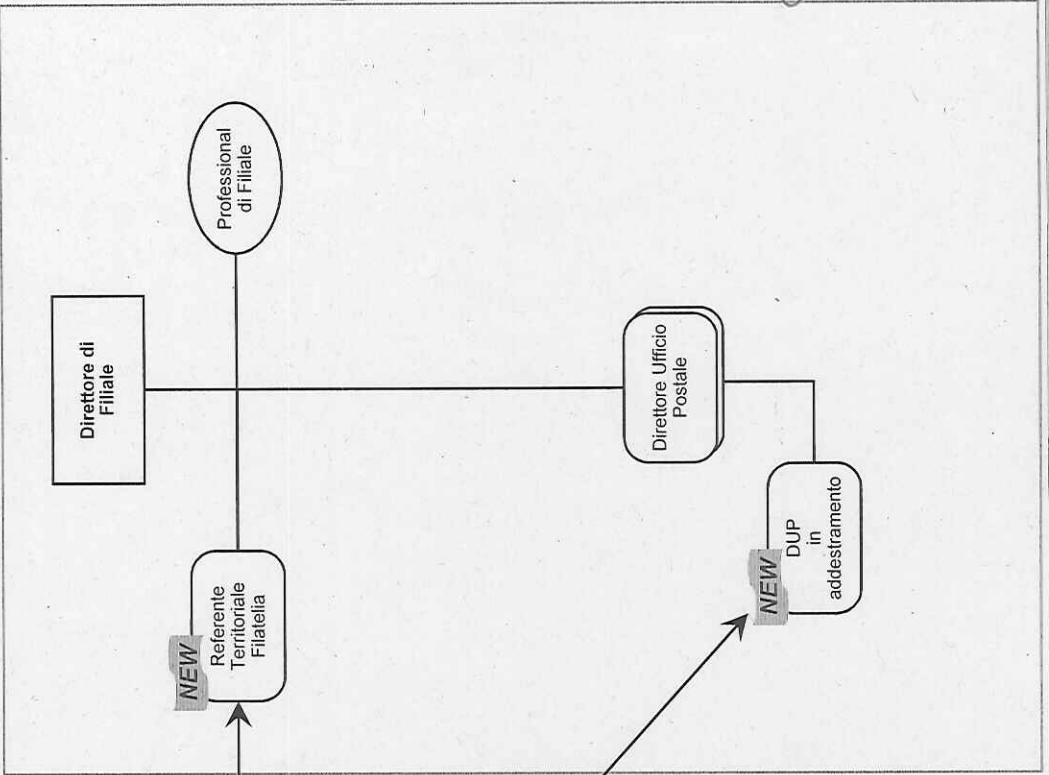 Direttore di
Filiale
NEW
Referente
Territoriale
Filatelia
Professional
di Filiale
Direttore Ufficio
Postale
NEW
DUP
in
addestramento